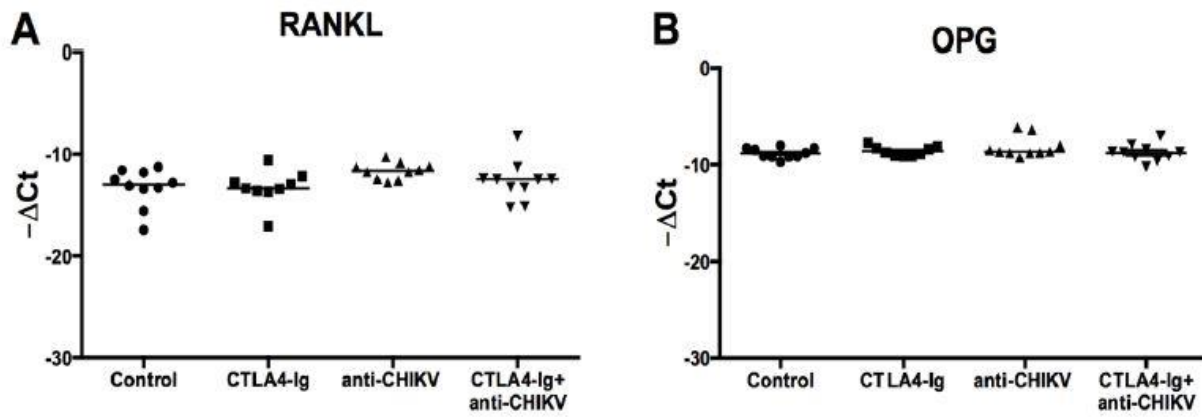 A
RANKL
0
-10
-20
-30
−ΔCt
Control
CTLA4-Ig
anti-CHIKV
CTLA4-Ig+
anti-CHIKV
B
OPG
0
-10
-20
-30
−ΔCt
Control
CTLA4-Ig
anti-CHIKV
CTLA4-Ig+
anti-CHIKV